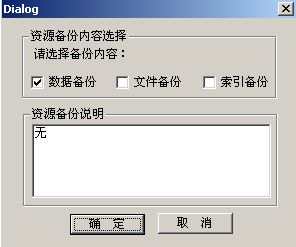 Dialog
资源备份内容选择
请选择备份内容：
数据备份 文件备份 索引备份
资源备份说明
无
确 定 取 消